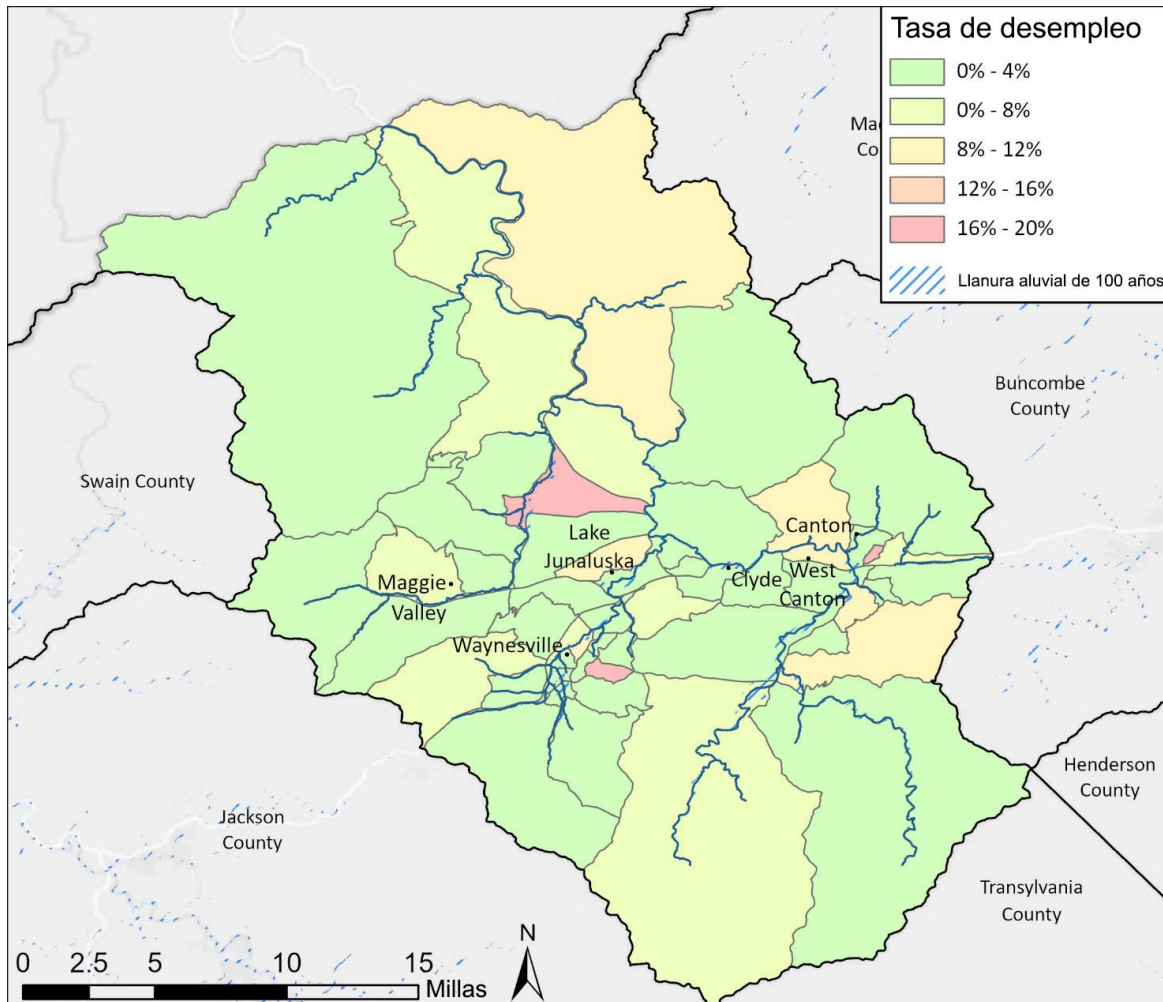 Tasa de desempleo
0% - 4%
0% - 8%
8% - 12%
12% - 16%
16% - 20%
Llanura aluvial de 100 años
Buncombe
County
Swain County
Canton
Lake
Junaluska
Clyde
West
Canton
Maggie
Valley
Waynesville
Henderson
County
Jackson
County
Transylvania
County
N
0 2.5 5 10 15
Millas